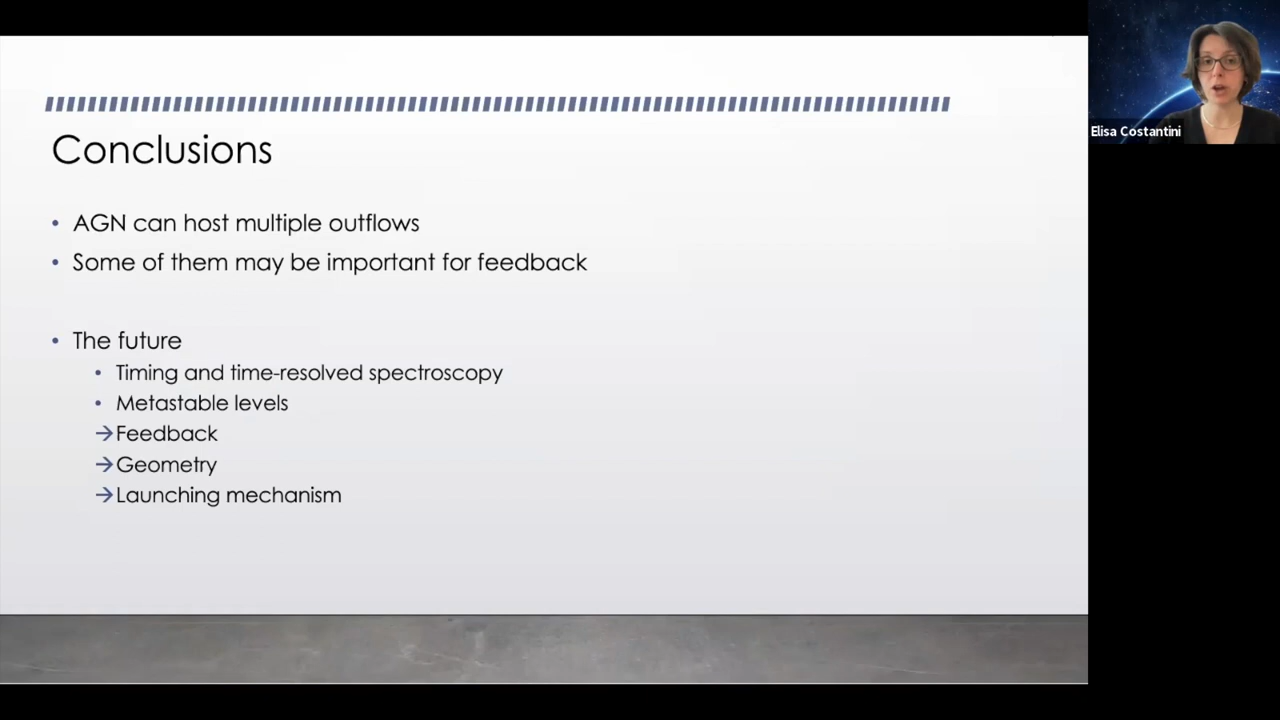 Conclusions
• AGN can host multiple outflows
• Some of them may be important for feedback
• The future
• Timing and time-resolved spectroscopy
• Metastable levels
→Feedback
→Geometry
→Launching mechanism
Elisa Costantini